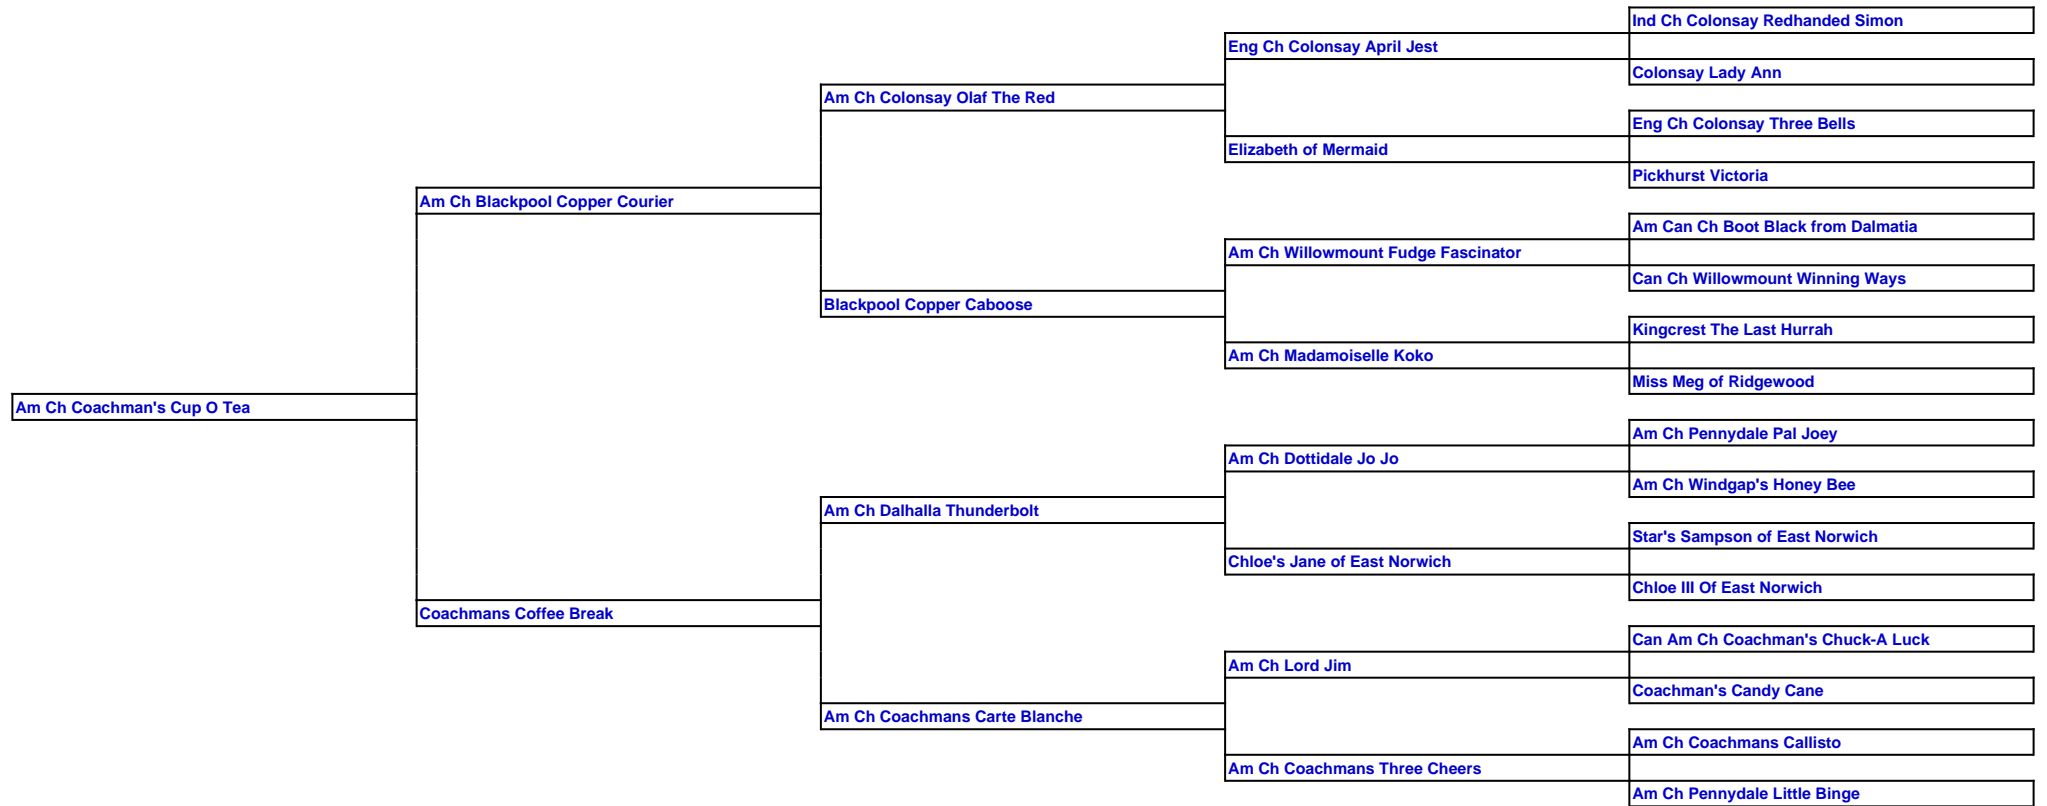 Ind Ch Colonsay Redhanded Simon
Eng Ch Colonsay April Jest
Colonsay Lady Ann
Am Ch Colonsay Olaf The Red
Eng Ch Colonsay Three Bells
Elizabeth of Mermaid
Pickhurst Victoria
Am Ch Blackpool Copper Courier
Am Can Ch Boot Black from Dalmatia
Am Ch Willowmount Fudge Fascinator
Can Ch Willowmount Winning Ways
Blackpool Copper Caboose
Kingcrest The Last Hurrah
Am Ch Madamoiselle Koko
Miss Meg of Ridgewood
Am Ch Coachman's Cup O Tea
Am Ch Pennydale Pal Joey
Am Ch Dottidale Jo Jo
Am Ch Windgap's Honey Bee
Am Ch Dalhalla Thunderbolt
Star's Sampson of East Norwich
Chloe's Jane of East Norwich
Chloe III Of East Norwich
Coachmans Coffee Break
Can Am Ch Coachman's Chuck-A Luck
Am Ch Lord Jim
Coachman's Candy Cane
Am Ch Coachmans Carte Blanche
Am Ch Coachmans Callisto
Am Ch Coachmans Three Cheers
Am Ch Pennydale Little Binge